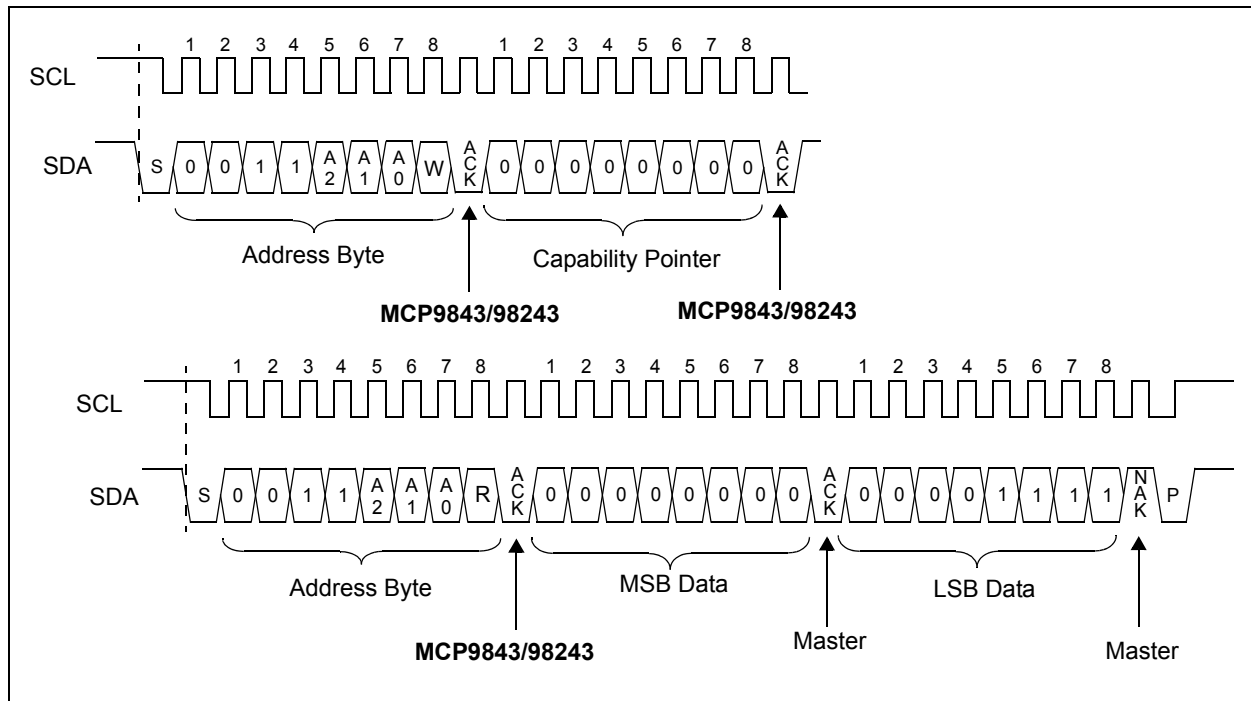 1 2 3 4 5 6 7 8 1 2 3 4 5 6 7 8
SCL
SDA
S 0 0 1 1 A2 A1 A0 W ACK 0 0 0 0 0 0 0 0 ACK
Address Byte
Capability Pointer
MCP9843/98243
MCP9843/98243
1 2 3 4 5 6 7 8 1 2 3 4 5 6 7 8 1 2 3 4 5 6 7 8
SCL
SDA
S 0 0 1 1 A2 A1 A0 R ACK 0 0 0 0 0 0 0 0 ACK 0 0 0 0 1 1 1 1 NAK P
Address Byte
MSB Data
LSB Data
MCP9843/98243
Master
Master